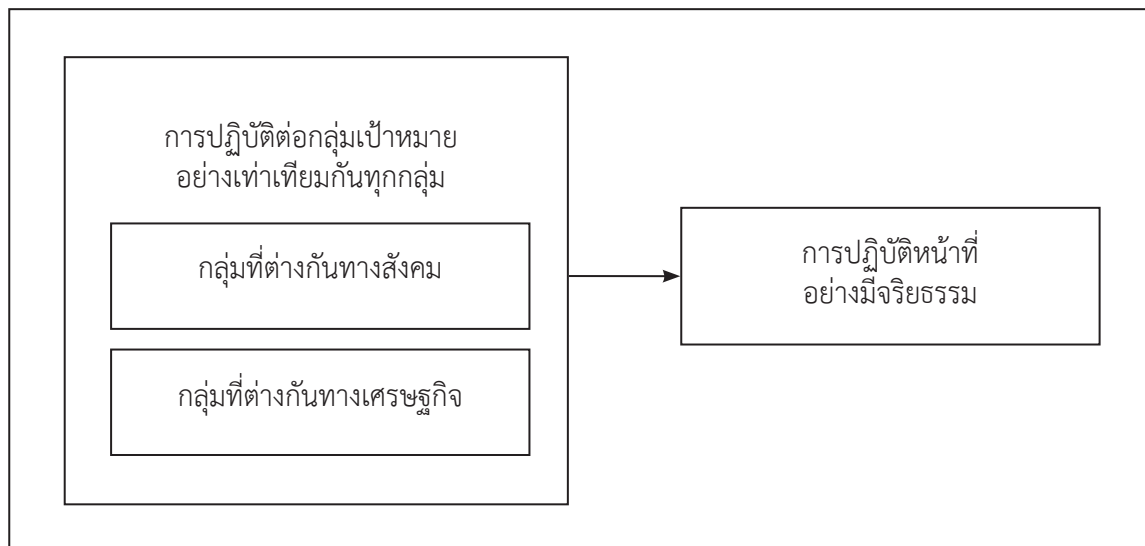 การปฏิบัติต่อกลุ่มเป้าหมาย
อย่างเท่าเทียมกันทุกกลุ่ม
กลุ่มที่ต่างกันทางสังคม
กลุ่มที่ต่างกันทางเศรษฐกิจ
การปฏิบัติหน้าที่
อย่างมีจริยธรรม